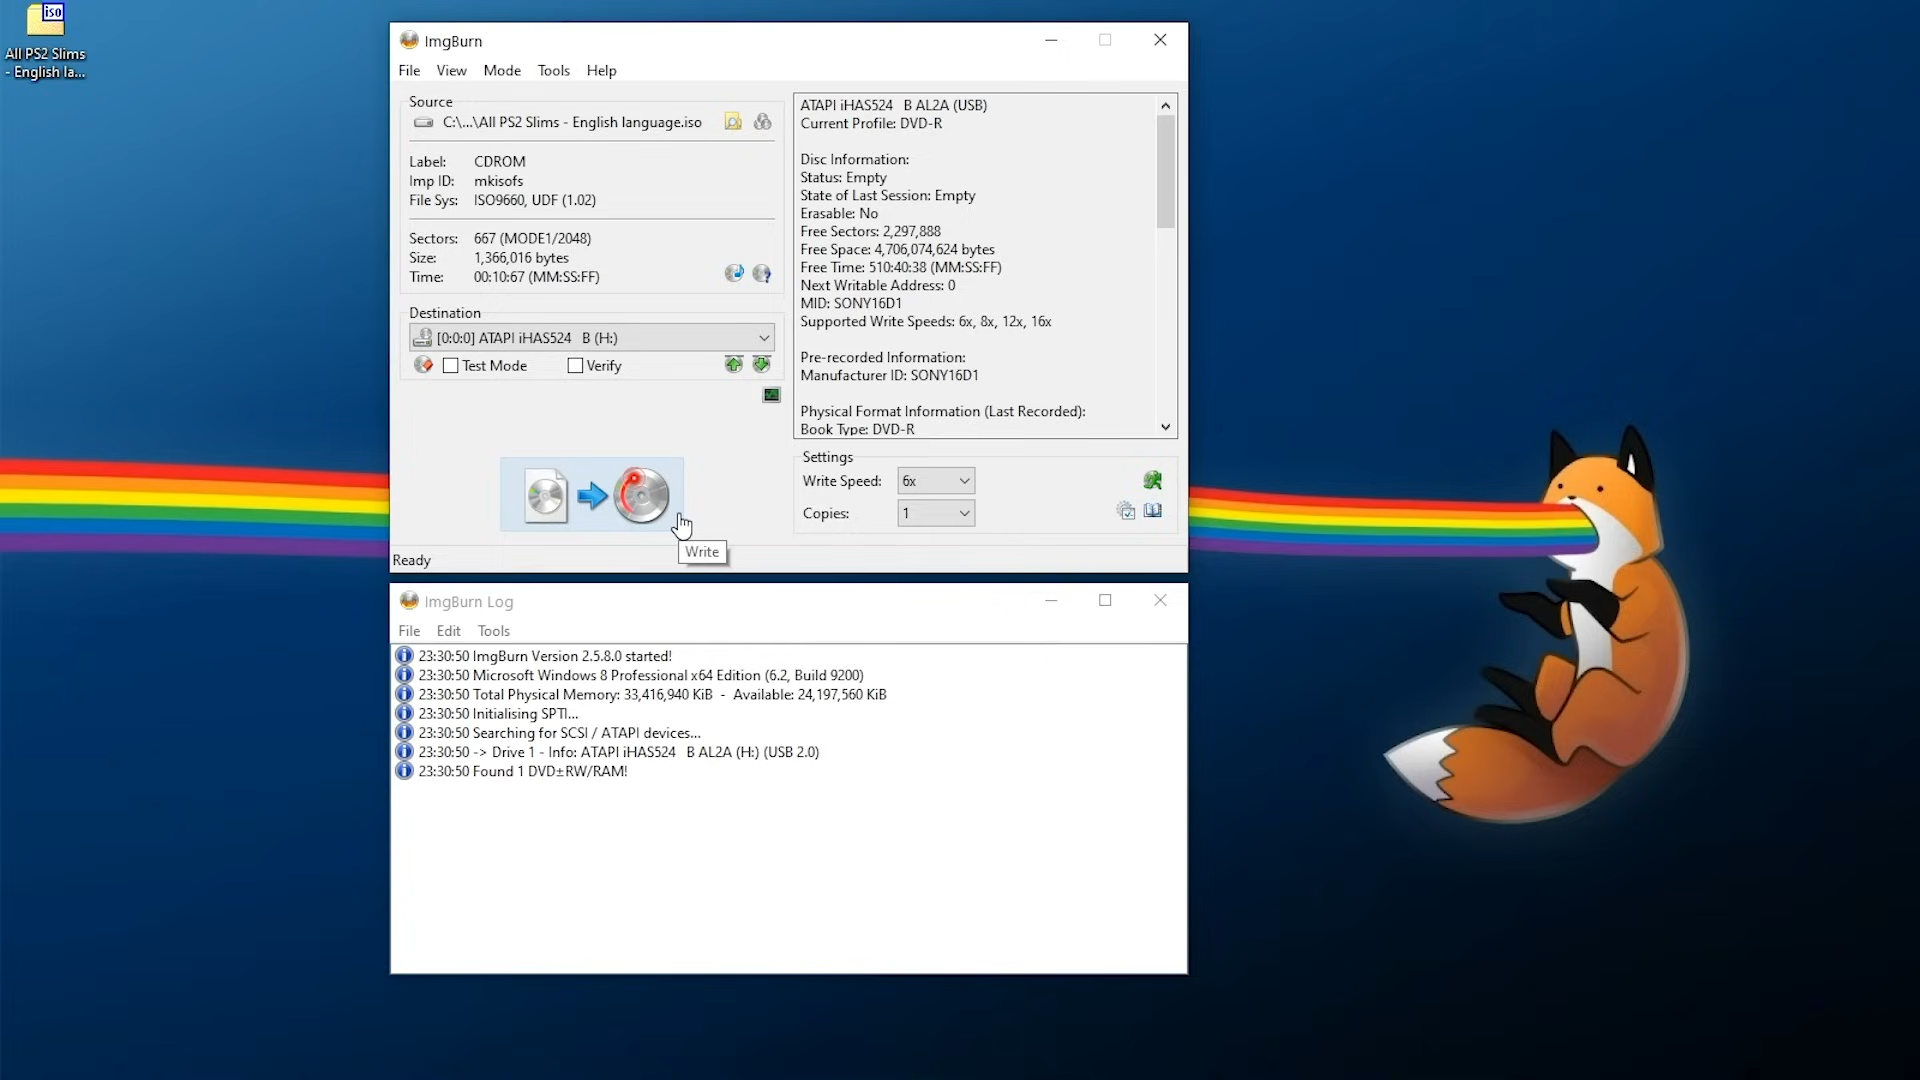 iso
All PS2 Slims
- English la...
ImgBurn
File View Mode Tools Help
Source
C:\...\All PS2 Slims - English language.iso
Label: CDROM
Imp ID: mkisofs
File Sys: ISO9660, UDF (1.02)
Sectors: 667 (MODE1/2048)
Size: 1,366,016 bytes
Time: 00:10:67 (MM:SS:FF)
Destination
[0:0:0] ATAPI iHAS524 B (H:)
Test Mode Verify
Write
Ready
ATAPI iHAS524 B AL2A (USB)
Current Profile: DVD-R
Disc Information:
Status: Empty
State of Last Session: Empty
Erasable: No
Free Sectors: 2,297,888
Free Space: 4,706,074,624 bytes
Free Time: 510:40:38 (MM:SS:FF)
Next Writable Address: 0
MID: SONY16D1
Supported Write Speeds: 6x, 8x, 12x, 16x
Pre-recorded Information:
Manufacturer ID: SONY16D1
Physical Format Information (Last Recorded):
Book Type: DVD-R
Settings
Write Speed: 6x
Copies: 1
ImgBurn Log
File Edit Tools
23:30:50 ImgBurn Version 2.5.8.0 started!
23:30:50 Microsoft Windows 8 Professional x64 Edition (6.2, Build 9200)
23:30:50 Total Physical Memory: 33,416,940 KiB - Available: 24,197,560 KiB
23:30:50 Initialising SPTI...
23:30:50 Searching for SCSI / ATAPI devices...
23:30:50 -> Drive 1 - Info: ATAPI iHAS524 B AL2A (H:) (USB 2.0)
23:30:50 Found 1 DVD±RW/RAM!